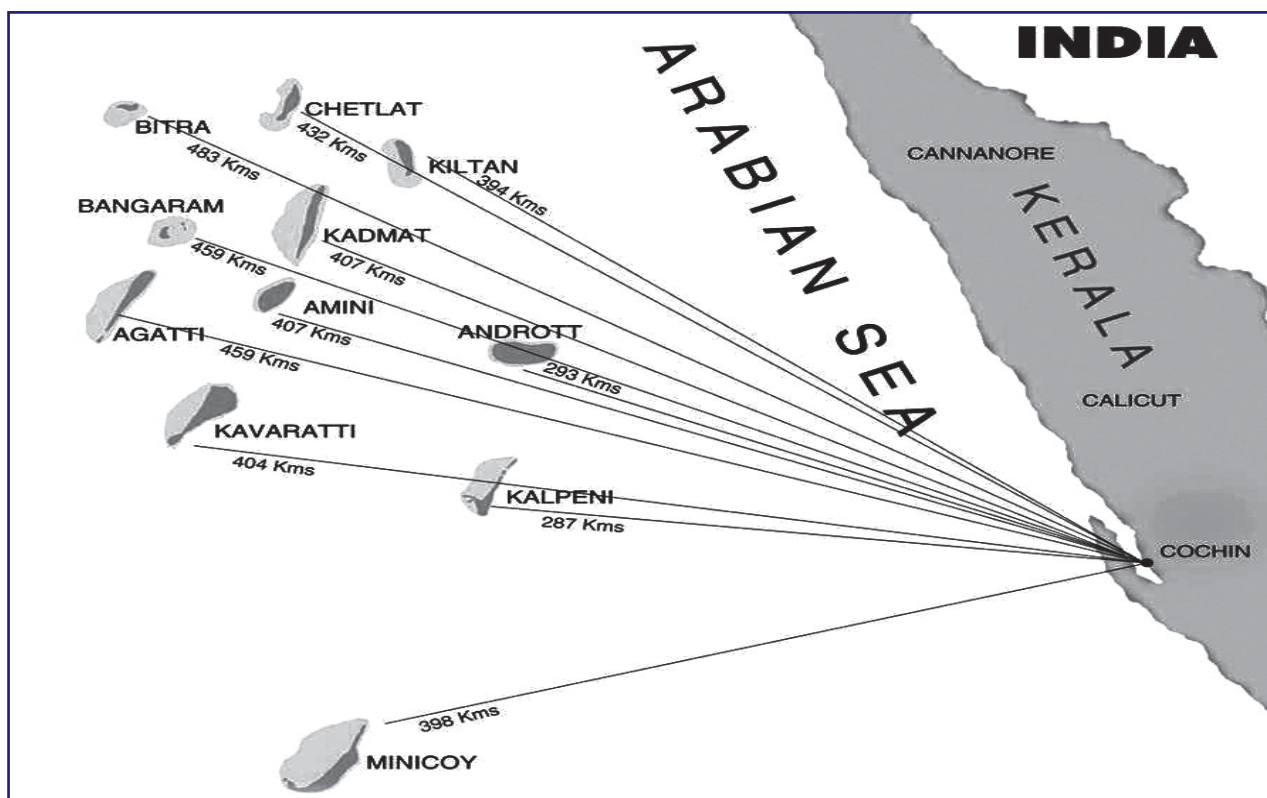 INDIA
ARABIAN SEA
CHETLAT
432 Kms
BITRA
483 Kms
KILTAN
394 Kms
CANNANORE
KERALA
BANGARAM
459 Kms
KADMAT
407 Kms
AMINI
407 Kms
AGATTI
459 Kms
ANDROTT
293 Kms
CALICUT
KAVARATTI
404 Kms
KALPENI
287 Kms
COCHIN
398 Kms
MINICOY